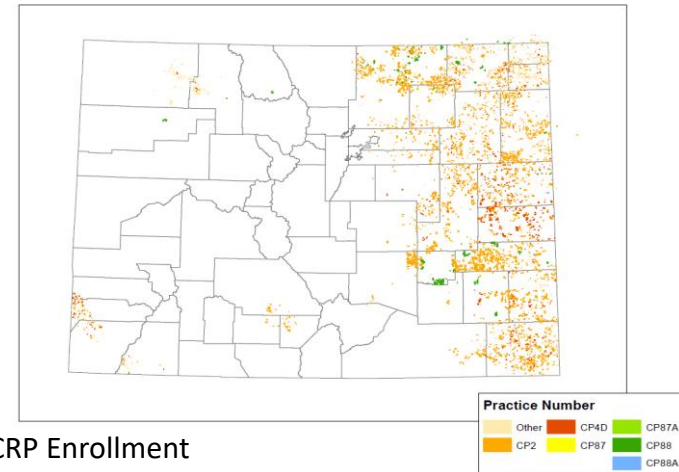 Practice Number
Other CP4D CP87A
CP2 CP87 CP88
CP88A
CRP Enrollment